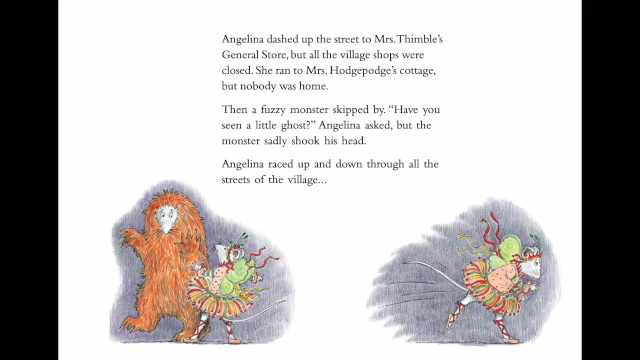 Angelina dashed up the street to Mrs. Thimble's
General Store, but all the village shops were
closed. She ran to Mrs. Hodgepodge's cottage,
but nobody was home.
Then a fuzzy monster skipped by. “Have you
seen a little ghost?” Angelina asked, but the
monster sadly shook his head.
Angelina raced up and down through all the
streets of the village...